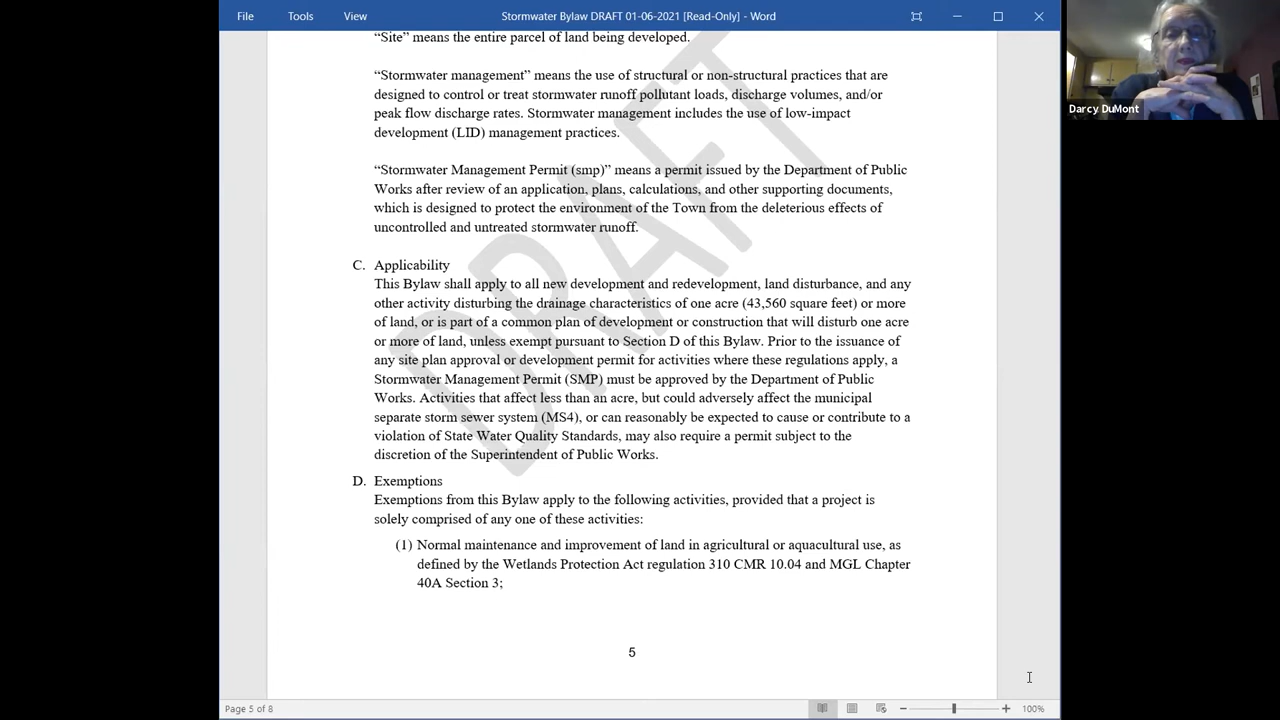 File Tools View Stormwater Bylaw DRAFT 01-06-2021 [Read-Only] - Word
“Site” means the entire parcel of land being developed.
“Stormwater management” means the use of structural or non-structural practices that are
designed to control or treat stormwater runoff pollutant loads, discharge volumes, and/or
peak flow discharge rates. Stormwater management includes the use of low-impact
development (LID) management practices.
“Stormwater Management Permit (smp)” means a permit issued by the Department of Public
Works after review of an application, plans, calculations, and other supporting documents,
which is designed to protect the environment of the Town from the deleterious effects of
uncontrolled and untreated stormwater runoff.
C. Applicability
This Bylaw shall apply to all new development and redevelopment, land disturbance, and any
other activity disturbing the drainage characteristics of one acre (43,560 square feet) or more
of land, or is part of a common plan of development or construction that will disturb one acre
or more of land, unless exempt pursuant to Section D of this Bylaw. Prior to the issuance of
any site plan approval or development permit for activities where these regulations apply, a
Stormwater Management Permit (SMP) must be approved by the Department of Public
Works. Activities that affect less than an acre, but could adversely affect the municipal
separate storm sewer system (MS4), or can reasonably be expected to cause or contribute to a
violation of State Water Quality Standards, may also require a permit subject to the
discretion of the Superintendent of Public Works.
D. Exemptions
Exemptions from this Bylaw apply to the following activities, provided that a project is
solely comprised of any one of these activities:
(1) Normal maintenance and improvement of land in agricultural or aquacultural use, as
defined by the Wetlands Protection Act regulation 310 CMR 10.04 and MGL Chapter
40A Section 3;
5
DRAFT
Page 5 of 8
100%
Darcy DuMont